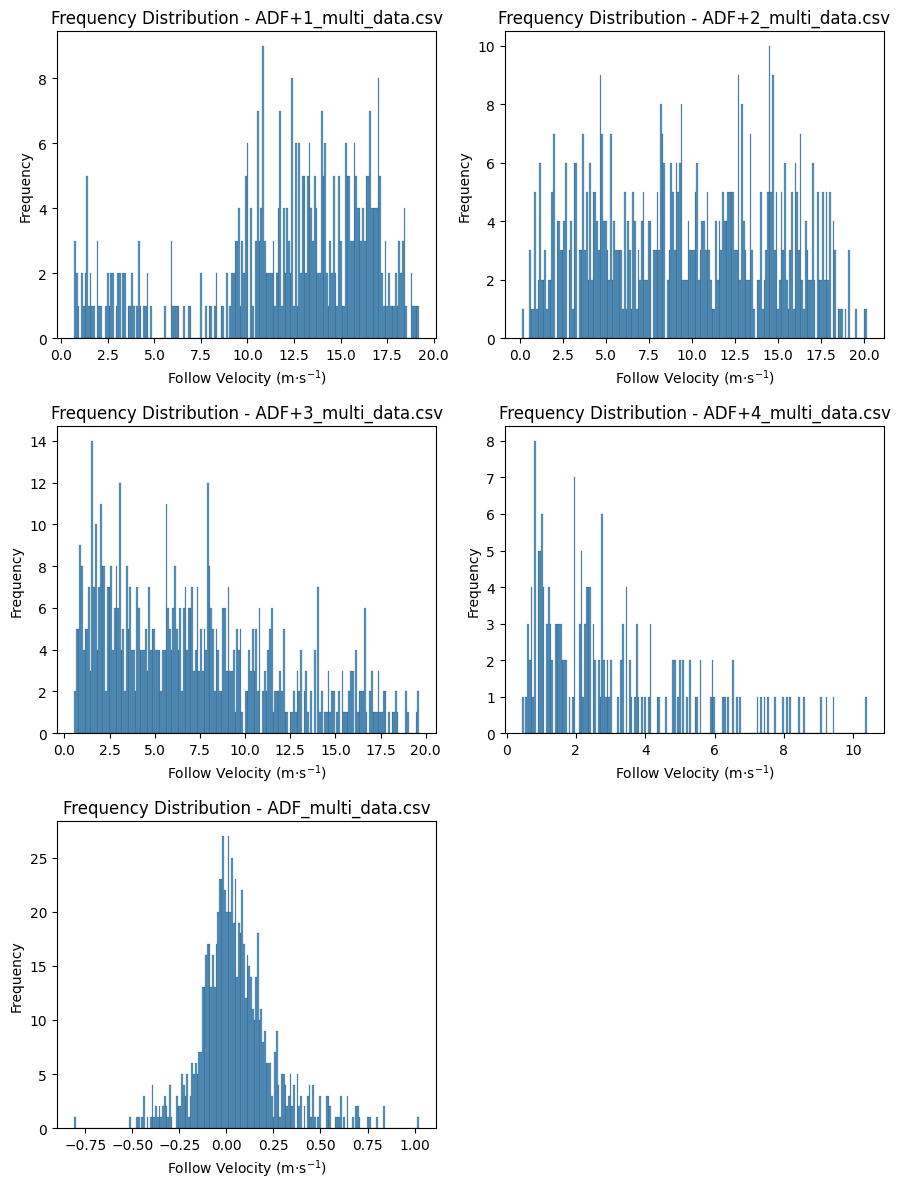 Frequency Distribution - ADF+1_multi_data.csv
Frequency
8
6
4
2
0
0.0 2.5 5.0 7.5 10.0 12.5 15.0 17.5 20.0
Follow Velocity (m·s⁻¹)
Frequency Distribution - ADF+2_multi_data.csv
Frequency
10
8
6
4
2
0
0.0 2.5 5.0 7.5 10.0 12.5 15.0 17.5 20.0
Follow Velocity (m·s⁻¹)
Frequency Distribution - ADF+3_multi_data.csv
Frequency
14
12
10
8
6
4
2
0
0.0 2.5 5.0 7.5 10.0 12.5 15.0 17.5 20.0
Follow Velocity (m·s⁻¹)
Frequency Distribution - ADF+4_multi_data.csv
Frequency
8
7
6
5
4
3
2
1
0
0 2 4 6 8 10
Follow Velocity (m·s⁻¹)
Frequency Distribution - ADF_multi_data.csv
Frequency
25
20
15
10
5
0
−0.75 −0.50 −0.25 0.00 0.25 0.50 0.75 1.00
Follow Velocity (m·s⁻¹)